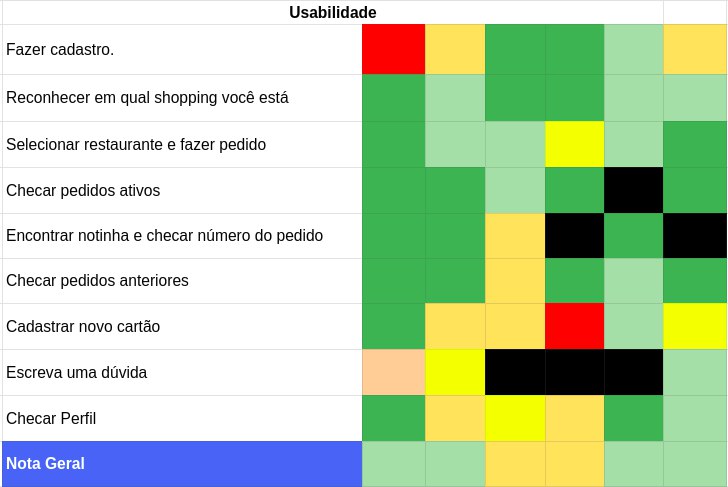 Usabilidade
Fazer cadastro.
Reconhecer em qual shopping você está
Selecionar restaurante e fazer pedido
Checar pedidos ativos
Encontrar notinha e checar número do pedido
Checar pedidos anteriores
Cadastrar novo cartão
Escreva uma dúvida
Checar Perfil
Nota Geral